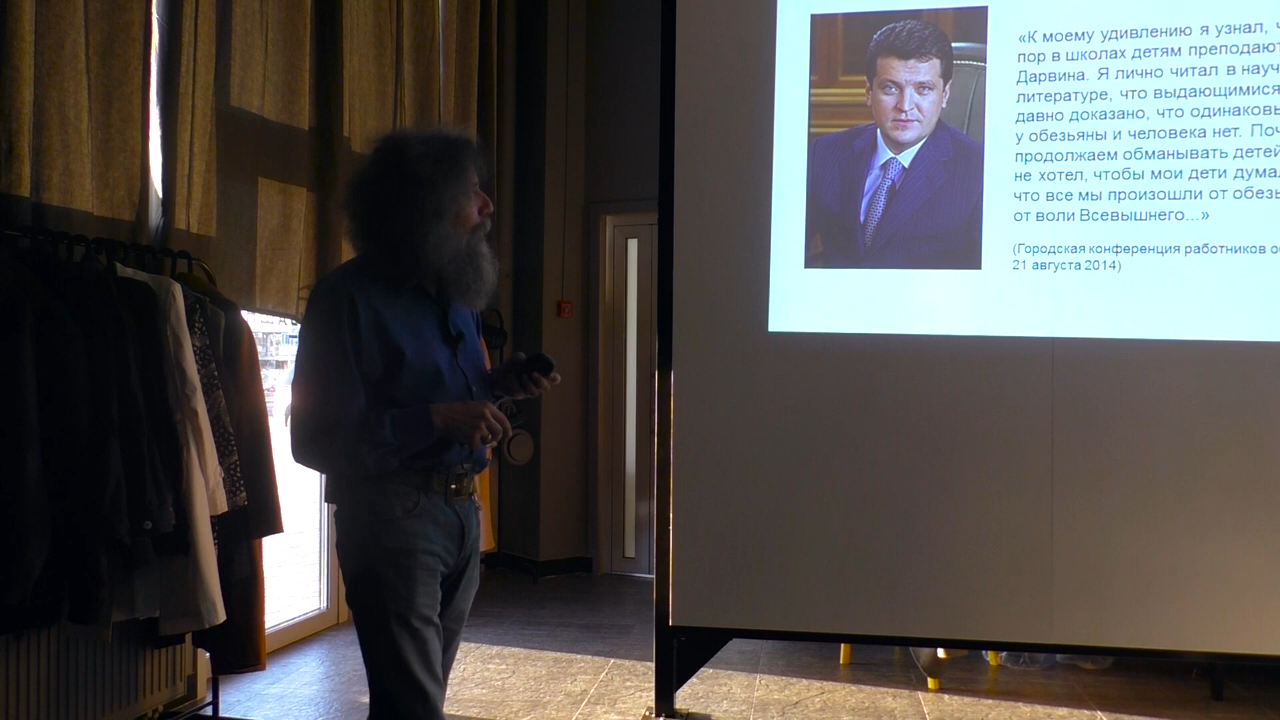 «К моему удивлению я узнал,
пор в школах детям преподают
Дарвина. Я лично читал в науч
литературе, что выдающимися
давно доказано, что одинаковы
у обезьяны и человека нет. Поч
продолжаем обманывать детей
не хотел, чтобы мои дети дума
что все мы произошли от обезь
от воли Всевышнего...»
(Городская конференция работников об
21 августа 2014)